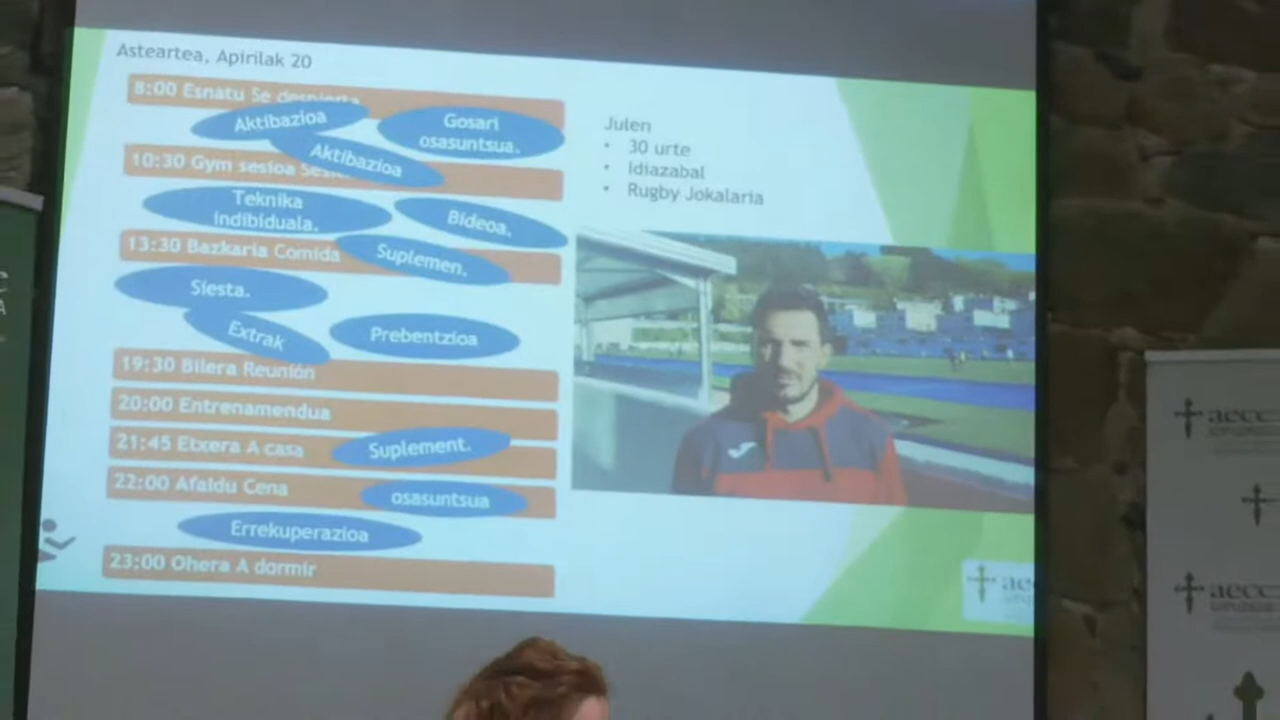 Asteartea, Apirilak 20
8:00 Esnatu Se despierta
Aktibazioa
Gosari
osasuntsua.
Aktibazioa
10:30 Gym sesioa
Teknika
indibiduala.
Bideoa.
13:30 Bazkaria Comida
Suplemen.
Siesta.
Extrak
Prebentzioa
19:30 Bilera Reunión
20:00 Entrenamendua
21:45 Etxera A casa
Suplement.
22:00 Afaldu Cena
osasuntsua
Errekuperazioa
23:00 Ohera A dormir
Julen
• 30 urte
• Idiazabal
• Rugby Jokalaria
aecc
aecc